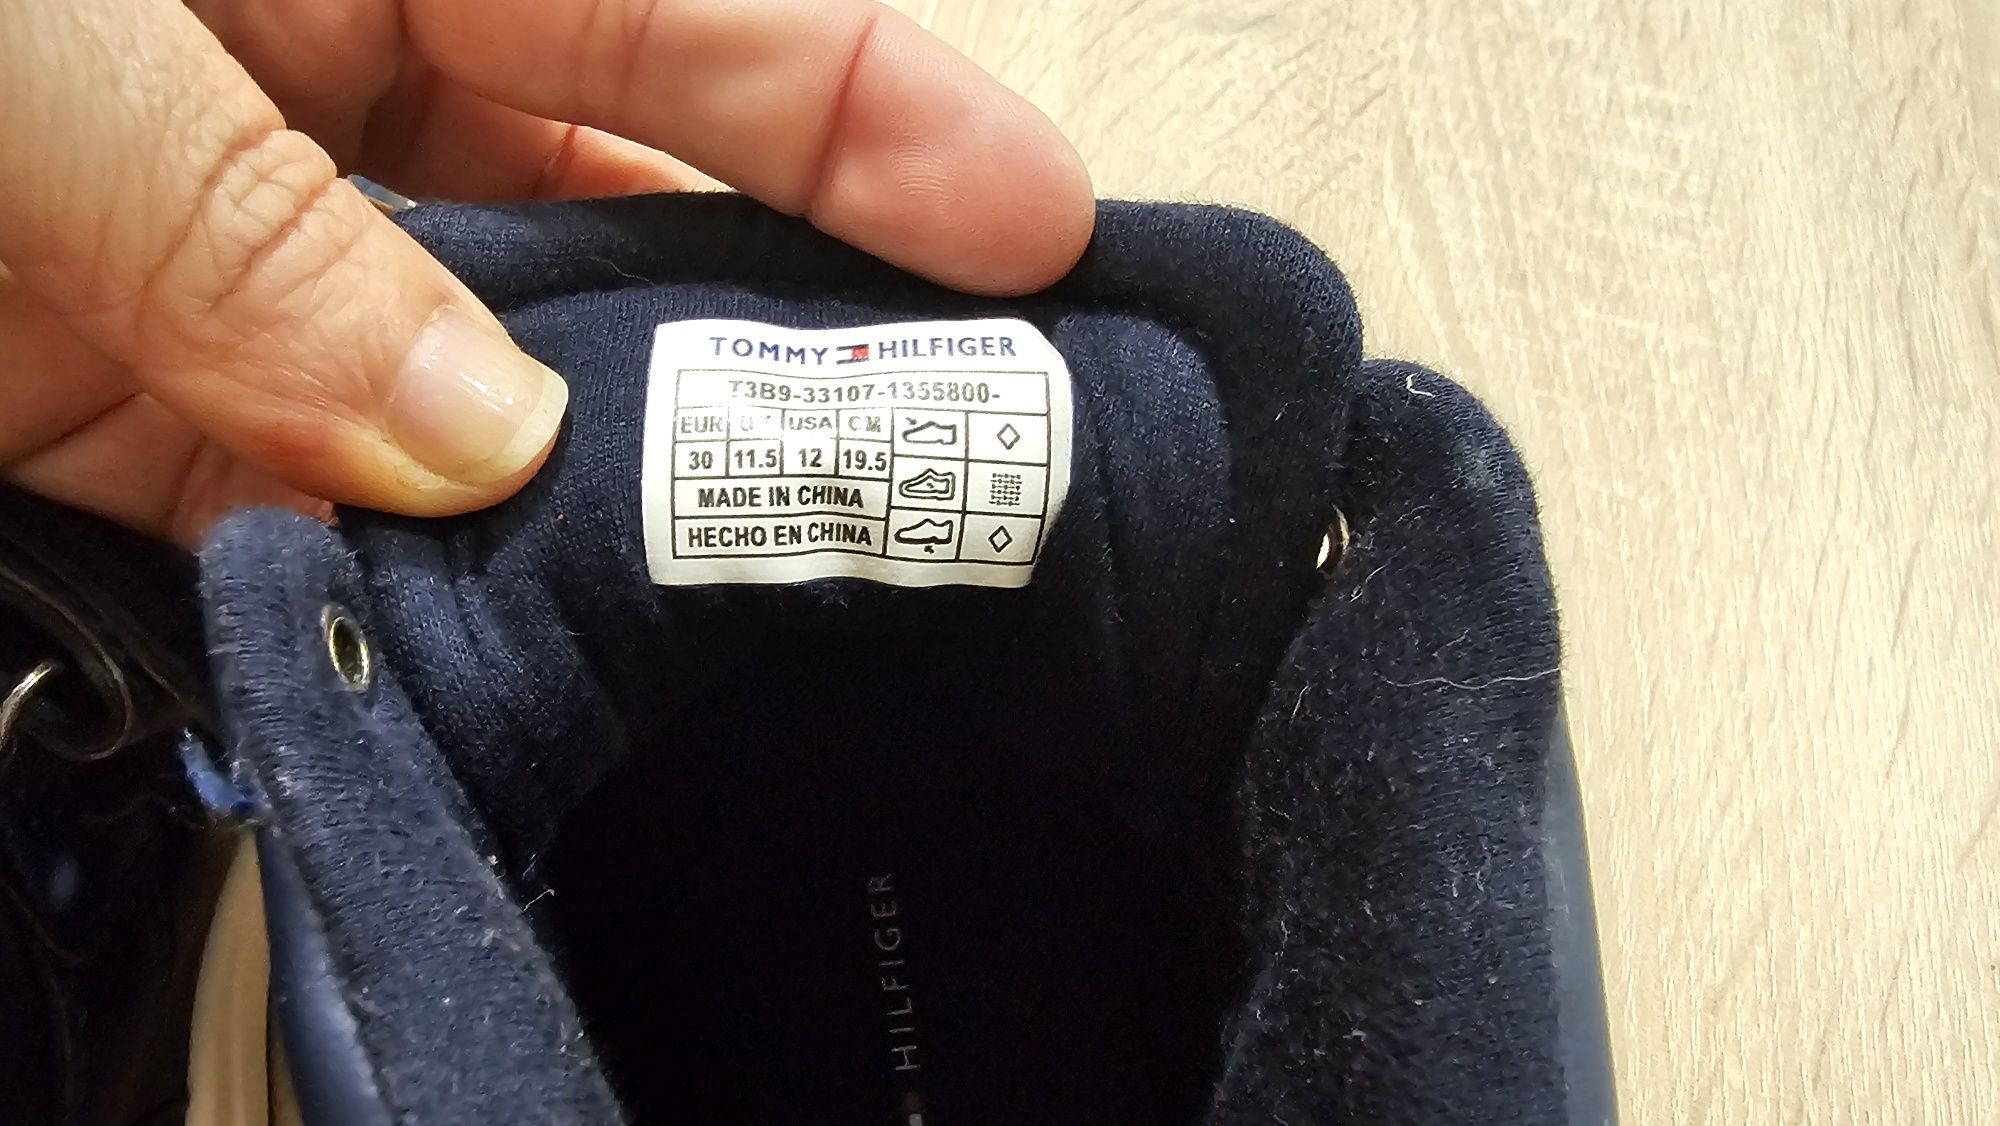 TOMMY HILFIGER
T3B9-33107-1355800-
EUR UK USA CM
30 11.5 12 19.5
MADE IN CHINA
HECHO EN CHINA
HILFIGER